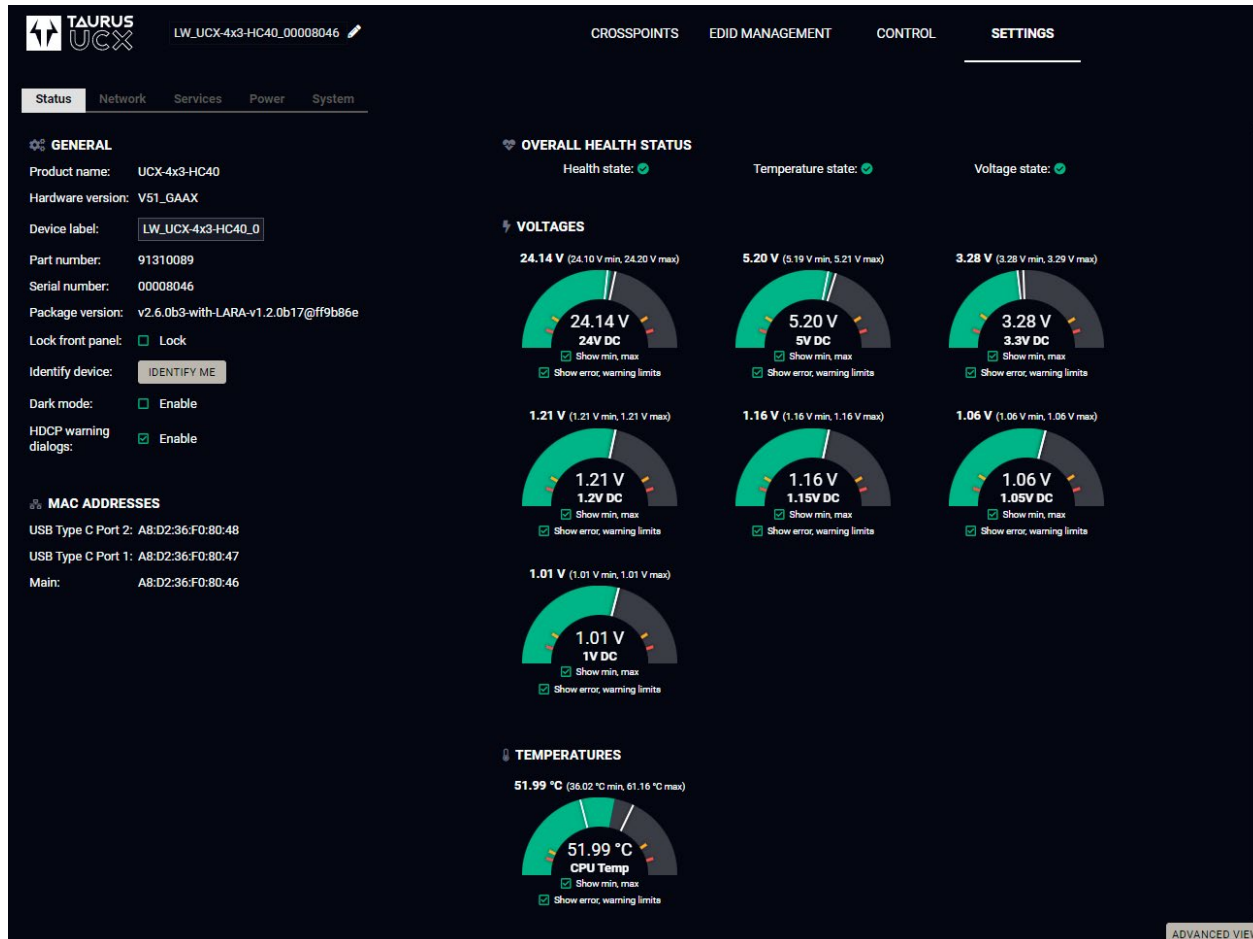 TAURUS
UCX
LW_UCX-4x3-HC40_00008046
CROSSPOINTS EDID MANAGEMENT CONTROL SETTINGS
Status Network Services Power System
GENERAL
Product name: UCX-4x3-HC40
Hardware version: V51_GAAX
Device label: LW_UCX-4x3-HC40_0
Part number: 91310089
Serial number: 00008046
Package version: v2.6.0b3-with-LARA-v1.2.0b17@ff9b86e
Lock front panel: Lock
Identify device: IDENTIFY ME
Dark mode: Enable
HDCP warning
dialogs: Enable
MAC ADDRESSES
USB Type C Port 2: A8:D2:36:F0:80:48
USB Type C Port 1: A8:D2:36:F0:80:47
Main: A8:D2:36:F0:80:46
OVERALL HEALTH STATUS
Health state: Temperature state: Voltage state:
VOLTAGES
24.14 V (24.10 V min, 24.20 V max) 5.20 V (5.19 V min, 5.21 V max) 3.28 V (3.28 V min, 3.29 V max)
24.14 V 5.20 V 3.28 V
24V DC 5V DC 3.3V DC
Show min, max Show min, max Show min, max
Show error, warning limits Show error, warning limits Show error, warning limits
1.21 V (1.21 V min, 1.21 V max) 1.16 V (1.16 V min, 1.16 V max) 1.06 V (1.06 V min, 1.06 V max)
1.21 V 1.16 V 1.06 V
1.2V DC 1.15V DC 1.05V DC
Show min, max Show min, max Show min, max
Show error, warning limits Show error, warning limits Show error, warning limits
1.01 V (1.01 V min, 1.01 V max)
1.01 V
1V DC
Show min, max
Show error, warning limits
TEMPERATURES
51.99 °C (36.02 °C min, 61.16 °C max)
51.99 °C
CPU Temp
Show min, max
Show error, warning limits
ADVANCED VIEW